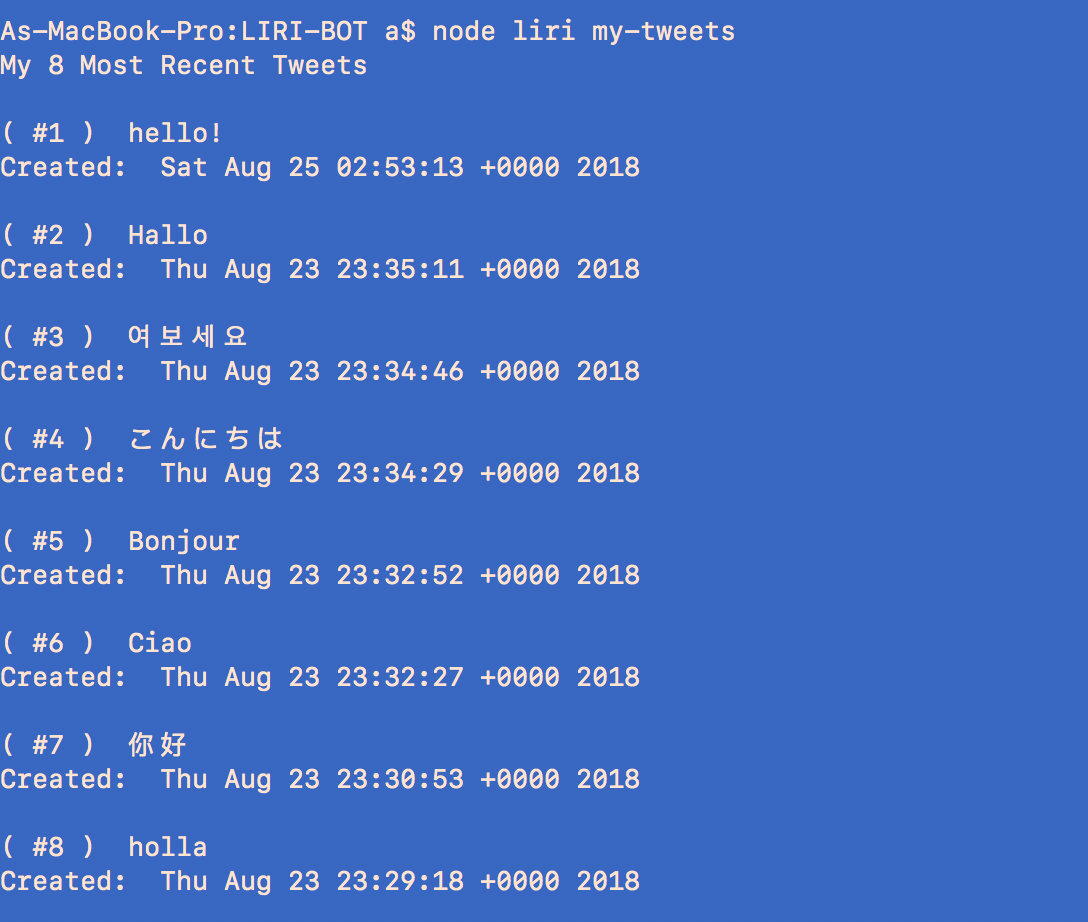 As-MacBook-Pro:LIRI-BOT a$ node liri my-tweets
My 8 Most Recent Tweets
( #1 )  hello!
Created:  Sat Aug 25 02:53:13 +0000 2018
( #2 )  Hallo
Created:  Thu Aug 23 23:35:11 +0000 2018
( #3 )  여보세요
Created:  Thu Aug 23 23:34:46 +0000 2018
( #4 )  こんにちは
Created:  Thu Aug 23 23:34:29 +0000 2018
( #5 )  Bonjour
Created:  Thu Aug 23 23:32:52 +0000 2018
( #6 )  Ciao
Created:  Thu Aug 23 23:32:27 +0000 2018
( #7 )  你好
Created:  Thu Aug 23 23:30:53 +0000 2018
( #8 )  holla
Created:  Thu Aug 23 23:29:18 +0000 2018